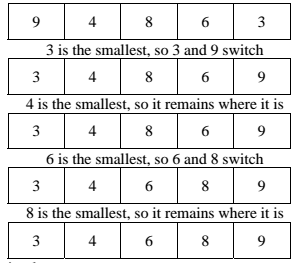 9 4 8 6 3
3 is the smallest, so 3 and 9 switch
3 4 8 6 9
4 is the smallest, so it remains where it is
3 4 8 6 9
6 is the smallest, so 6 and 8 switch
3 4 6 8 9
8 is the smallest, so it remains where it is
3 4 6 8 9